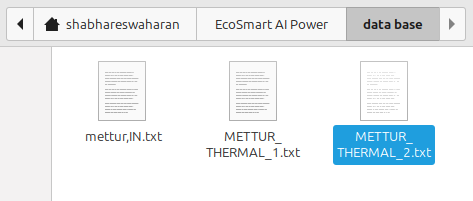 shabhareswaharan
EcoSmart AI Power
data base
mettur,IN.txt
METTUR_
THERMAL_1.txt
METTUR_
THERMAL_2.txt